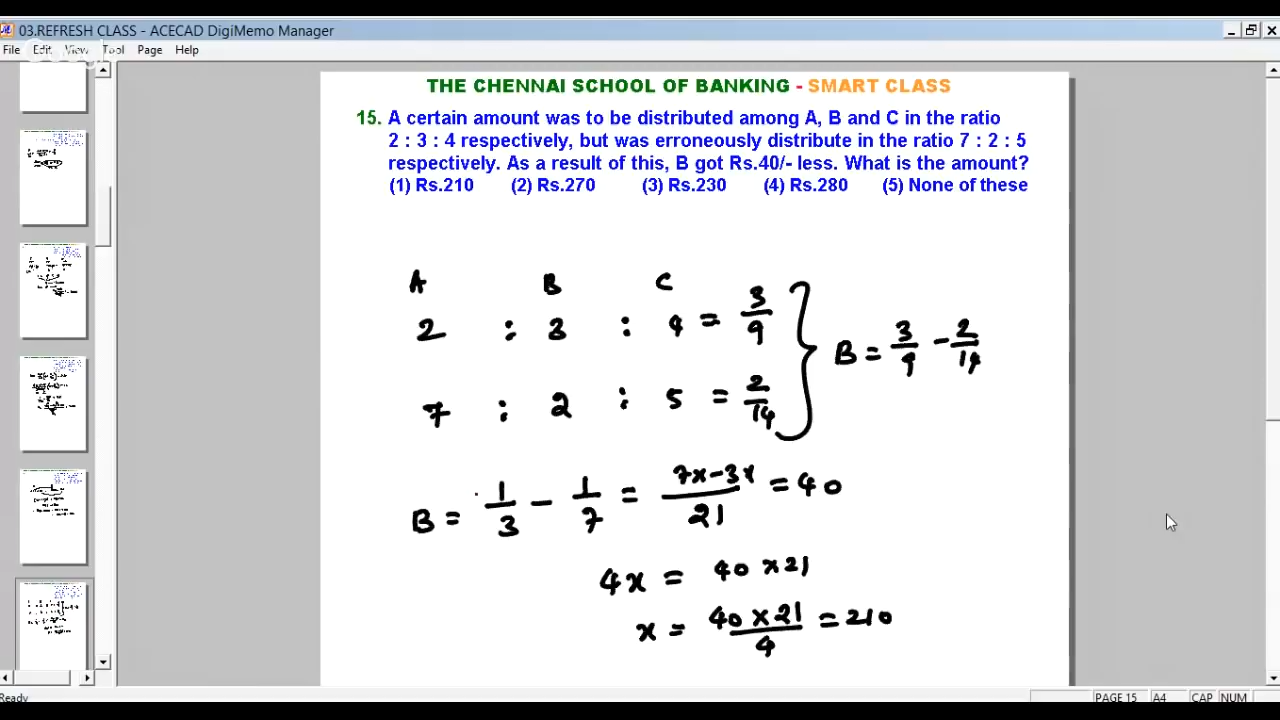 03.REFRESH CLASS - ACECAD DigiMemo Manager
File Edit View Tool Page Help
THE CHENNAI SCHOOL OF BANKING - SMART CLASS
15. A certain amount was to be distributed among A, B and C in the ratio
2 : 3 : 4 respectively, but was erroneously distribute in the ratio 7 : 2 : 5
respectively. As a result of this, B got Rs.40/- less. What is the amount?
(1) Rs.210 (2) Rs.270 (3) Rs.230 (4) Rs.280 (5) None of these
A B C
2 : 3 : 4 = 3/9
B = 3/9 - 2/14
7 : 2 : 5 = 2/14
B = 1/3 - 1/7 = 7x-3x/21 = 40
4x = 40 x 21
x = 40 x 21/4 = 210
Ready PAGE 15 A4 CAP NUM